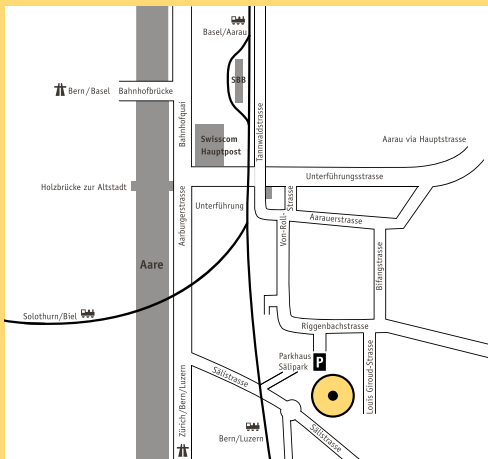 Basel/Aarau
SBB
Bern/Basel
Bahnhofbrücke
Bahnhofquai
Tannwaldstrasse
Swisscom
Hauptpost
Aarau via Hauptstrasse
Unterführungsstrasse
Holzbrücke zur Altstadt
Aarburgerstrasse
Unterführung
Von-Roll-
Strasse
Aarauerstrasse
Bifangstrasse
Aare
Solothurn/Biel
Riggenbachstrasse
Parkhaus
Sälipark
P
Louis Giroud-Strasse
Sälistrasse
Zürich/Bern/Luzern
Bern/Luzern
Sälistrasse